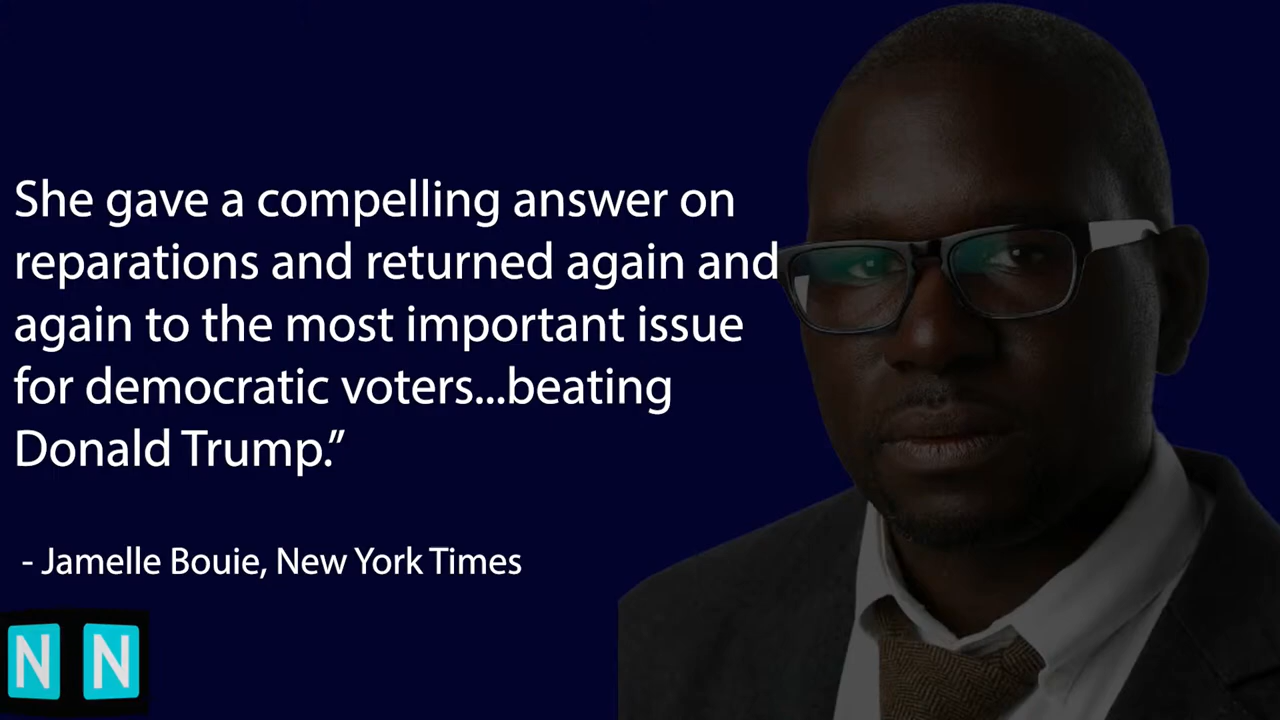 She gave a compelling answer on
reparations and returned again and
again to the most important issue
for democratic voters...beating
Donald Trump.”
- Jamelle Bouie, New York Times
N N